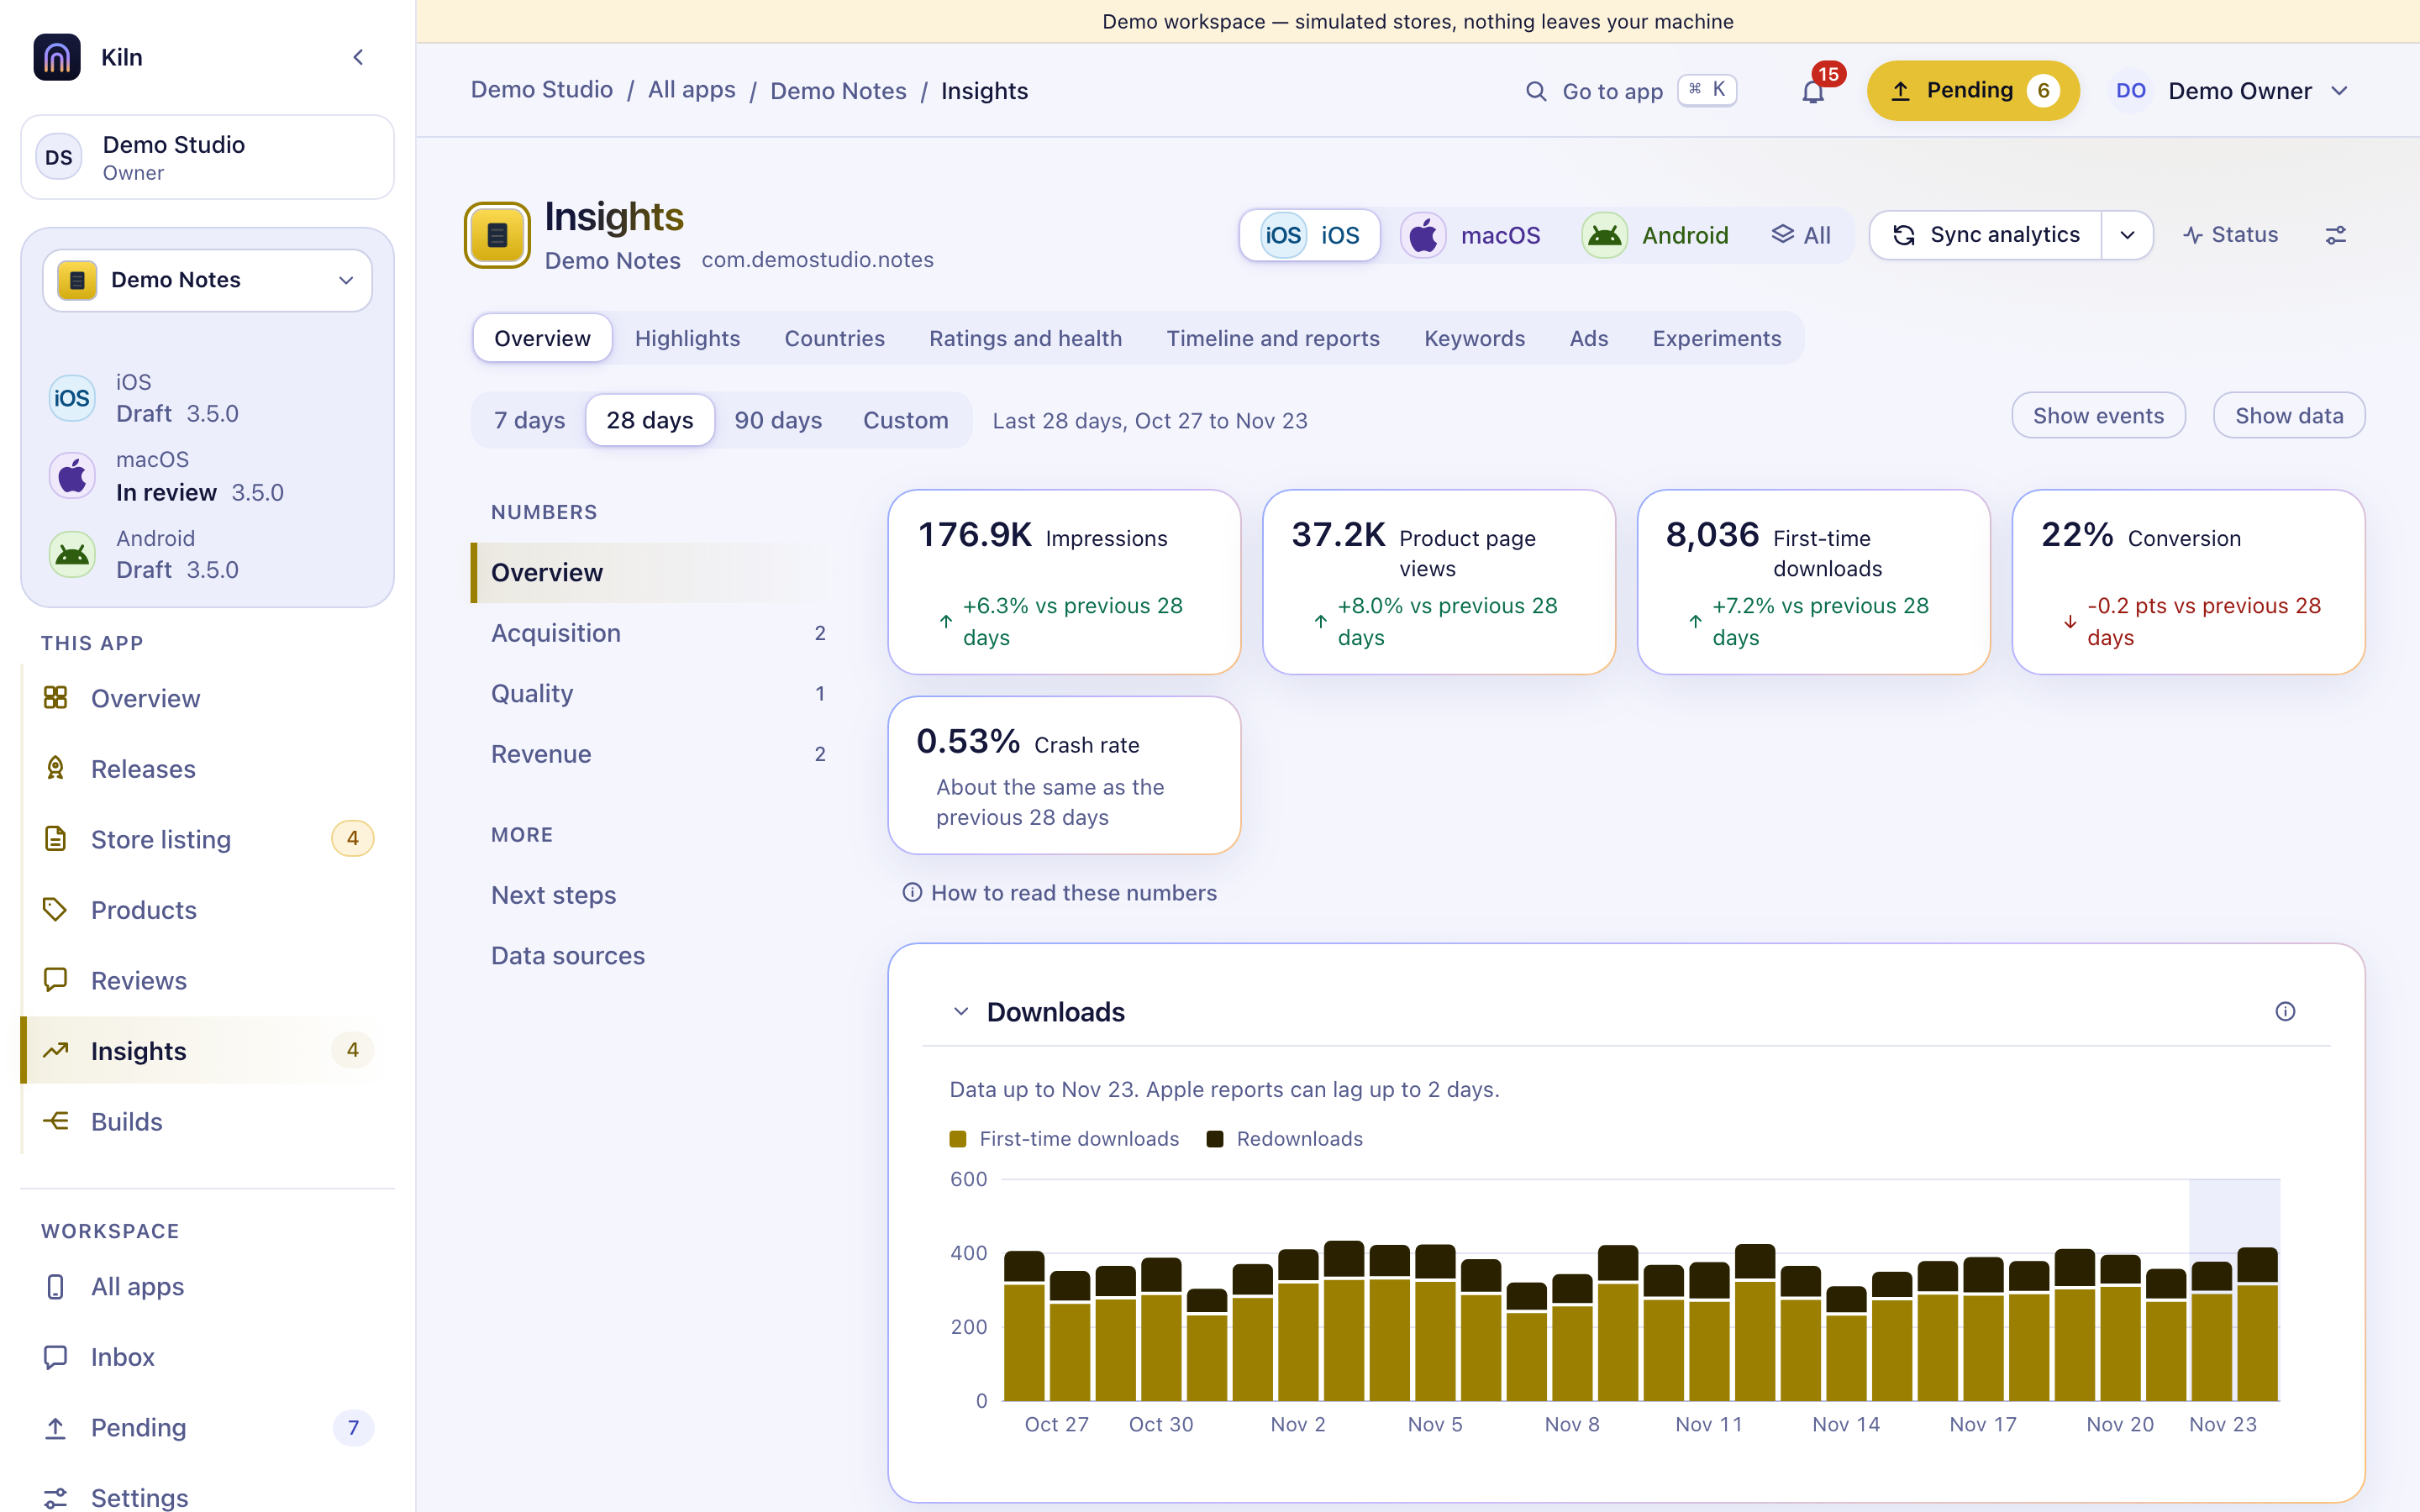 Demo workspace — simulated stores, nothing leaves your machine
Kiln
DS
Demo Studio
Owner
Demo Notes
iOS
iOS
Draft 3.5.0
macOS
In review 3.5.0
Android
Draft 3.5.0
THIS APP
Overview
Releases
Store listing 4
Products
Reviews
Insights 4
Builds
WORKSPACE
All apps
Inbox
Pending 7
Settings
Demo Studio / All apps / Demo Notes / Insights
Go to app ⌘ K
15
Pending 6
DO Demo Owner
Insights
Demo Notes com.demostudio.notes
iOS iOS macOS Android All
Sync analytics
Status
Overview Highlights Countries Ratings and health Timeline and reports Keywords Ads Experiments
7 days 28 days 90 days Custom Last 28 days, Oct 27 to Nov 23
Show events Show data
NUMBERS
Overview
Acquisition 2
Quality 1
Revenue 2
MORE
Next steps
Data sources
176.9K Impressions
+6.3% vs previous 28
days
37.2K Product page
views
+8.0% vs previous 28
days
8,036 First-time
downloads
+7.2% vs previous 28
days
22% Conversion
-0.2 pts vs previous 28
days
0.53% Crash rate
About the same as the
previous 28 days
How to read these numbers
Downloads
Data up to Nov 23. Apple reports can lag up to 2 days.
First-time downloads Redownloads
600
400
200
0
Oct 27 Oct 30 Nov 2 Nov 5 Nov 8 Nov 11 Nov 14 Nov 17 Nov 20 Nov 23